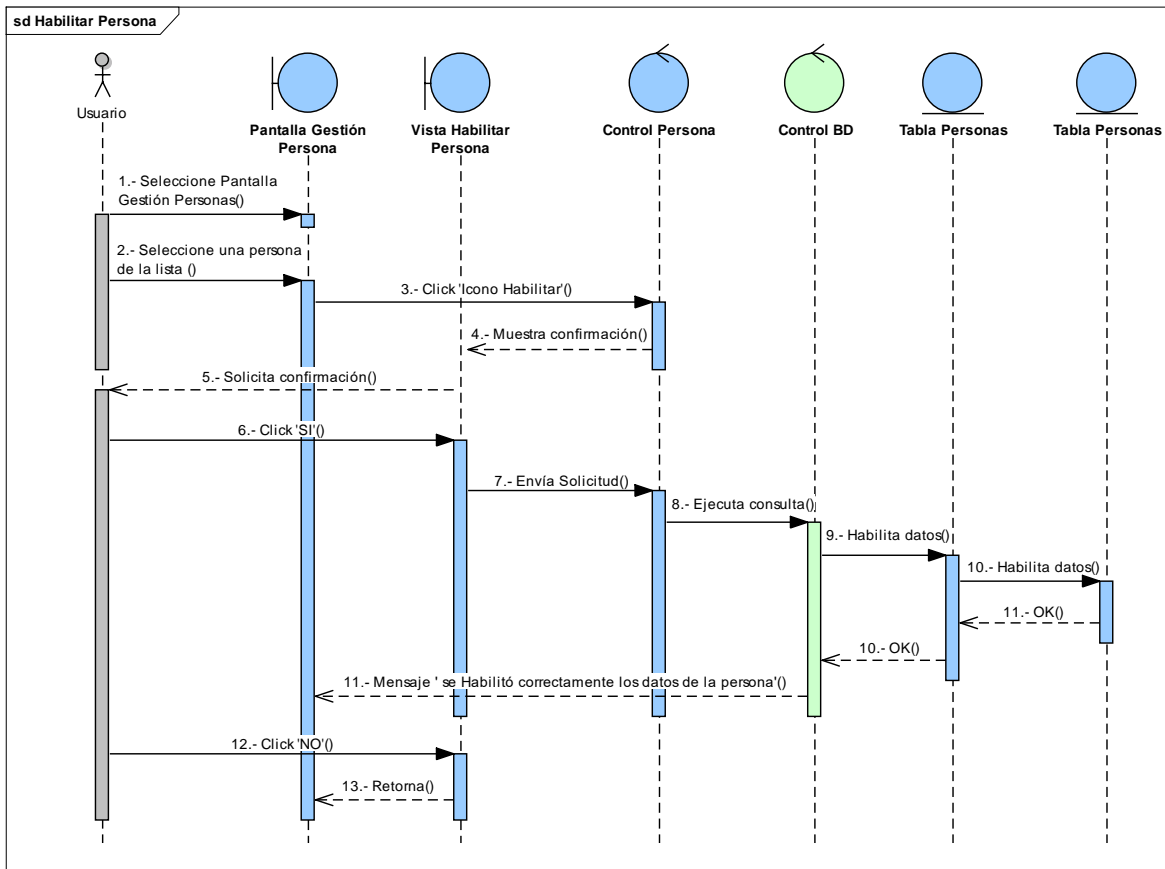 sd Habilitar Persona
Usuario
Pantalla Gestión
Persona
Vista Habilitar
Persona
Control Persona
Control BD
Tabla Personas
Tabla Personas
1.- Seleccione Pantalla
Gestión Personas()
2.- Seleccione una persona
de la lista ()
3.- Click 'Icono Habilitar'()
4.- Muestra confirmación()
5.- Solicita confirmación()
6.- Click 'SI'()
7.- Envía Solicitud()
8.- Ejecuta consulta()
9.- Habilita datos()
10.- Habilita datos()
11.- OK()
10.- OK()
11.- Mensaje ' se Habilitó correctamente los datos de la persona'()
12.- Click 'NO'()
13.- Retorna()